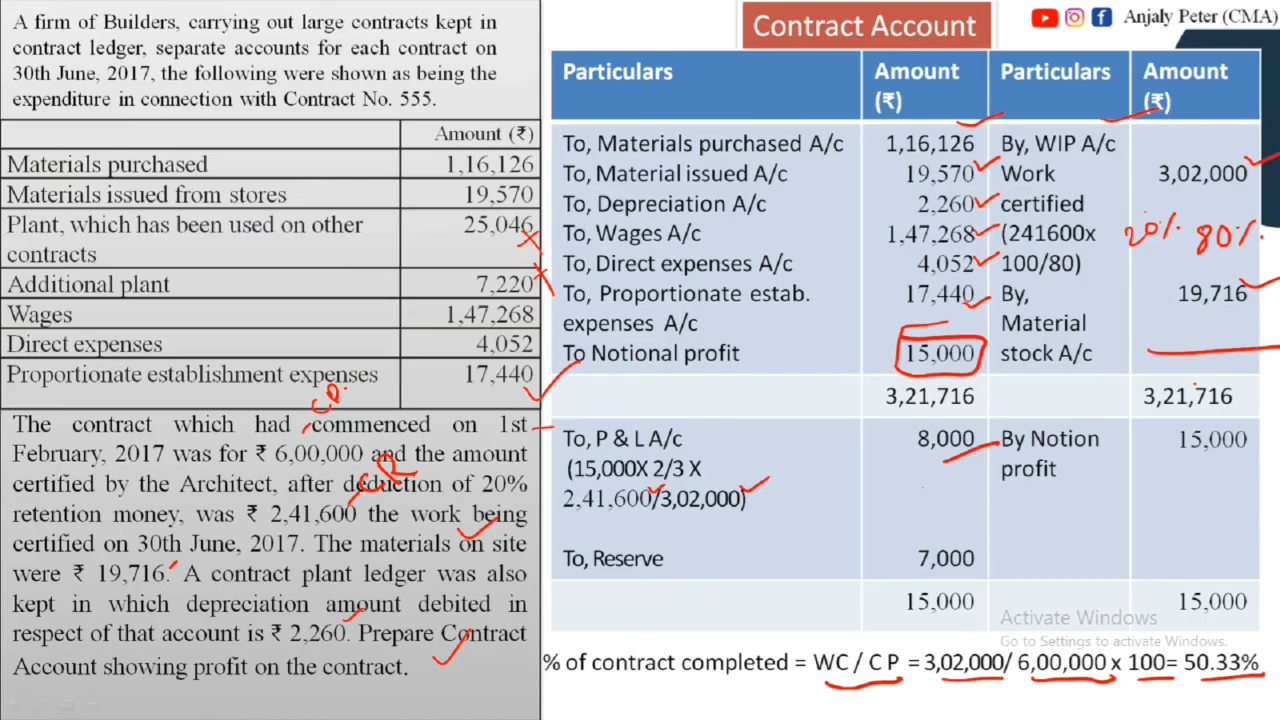 A firm of Builders, carrying out large contracts kept in
contract ledger, separate accounts for each contract on
30th June, 2017, the following were shown as being the
expenditure in connection with Contract No. 555.
Amount (₹)
Materials purchased 1,16,126
Materials issued from stores 19,570
Plant, which has been used on other 25,046
contracts
Additional plant 7,220
Wages 1,47,268
Direct expenses 4,052
Proportionate establishment expenses 17,440
CP
The contract which had commenced on 1st
February, 2017 was for ₹ 6,00,000 and the amount
CR
certified by the Architect, after deduction of 20%
retention money, was ₹ 2,41,600 the work being
certified on 30th June, 2017. The materials on site
were ₹ 19,716. A contract plant ledger was also
kept in which depreciation amount debited in
respect of that account is ₹ 2,260. Prepare Contract
Account showing profit on the contract.
Contract Account
Anjaly Peter (CMA)
Particulars Amount Particulars Amount
(₹) (₹)
To, Materials purchased A/c 1,16,126 By, WIP A/c
To, Material issued A/c 19,570 Work 3,02,000
To, Depreciation A/c 2,260 certified
To, Wages A/c 1,47,268 (241600x 20% 80%
To, Direct expenses A/c 4,052 100/80)
To, Proportionate estab. 17,440 By, 19,716
expenses A/c Material
To Notional profit 15,000 stock A/c
3,21,716 3,21,716
To, P & L A/c 8,000 By Notion 15,000
(15,000X 2/3 X profit
2,41,600/3,02,000)
To, Reserve 7,000
15,000 15,000
Activate Windows
Go to Settings to activate Windows.
% of contract completed = WC / C P = 3,02,000/ 6,00,000 x 100= 50.33%